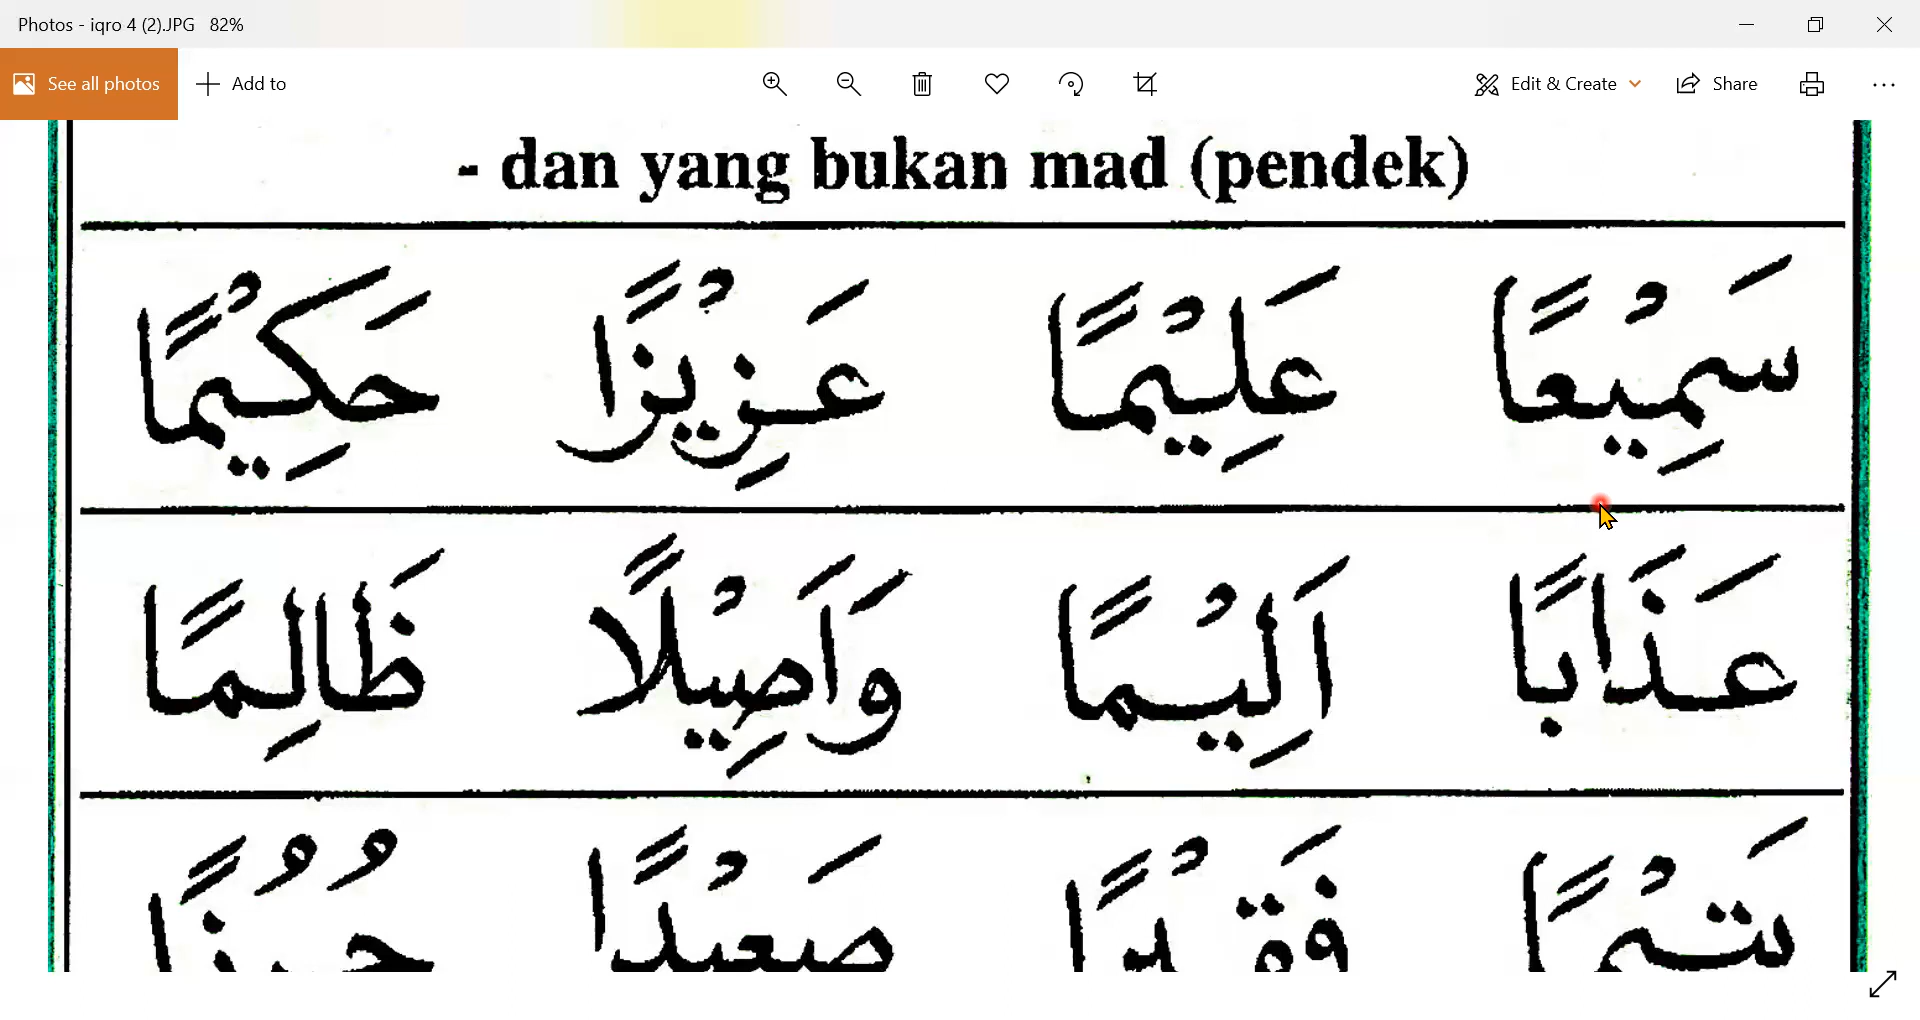 Photos - iqro 4 (2).JPG 82%
See all photos Add to Edit & Create Share
- dan yang bukan mad (pendek)
سَمِيْعًا عَلِيْمًا عَزِيْزًا حَكِيْمًا
عَذَابًا اَلِيْمًا وَاَصِيْلًا ظَالِمًا
صَعِيْدًا